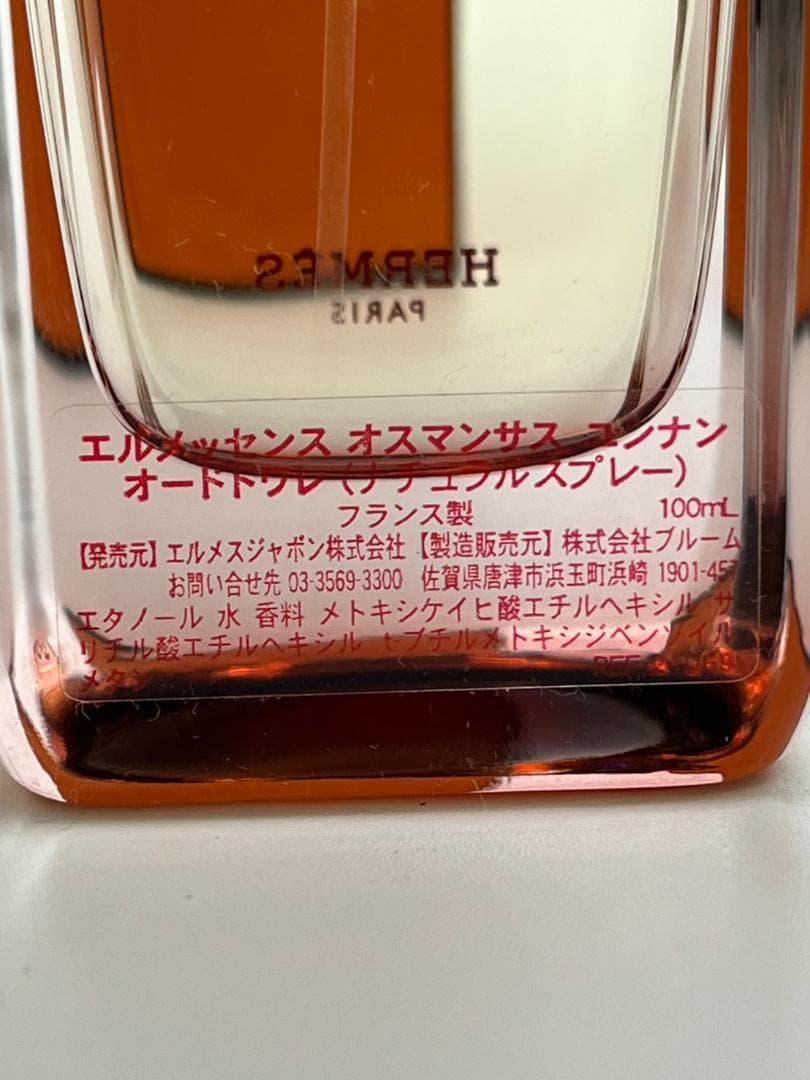 HERMÈS
PARIS
エルメッセンス オスマンサス ユンナン
オードトワレ (ナチュラルスプレー)
フランス製 100mL
【発売元】エルメスジャポン株式会社 【製造販売元】株式会社ブルーム
お問い合せ先 03-3569-3300 佐賀県唐津市浜玉町浜崎 1901-457
エタノール 水 香料 メトキシケイヒ酸エチルヘキシル サ
リチル酸エチルヘキシル t-ブチルメトキシジベンゾイル
メタン REF.